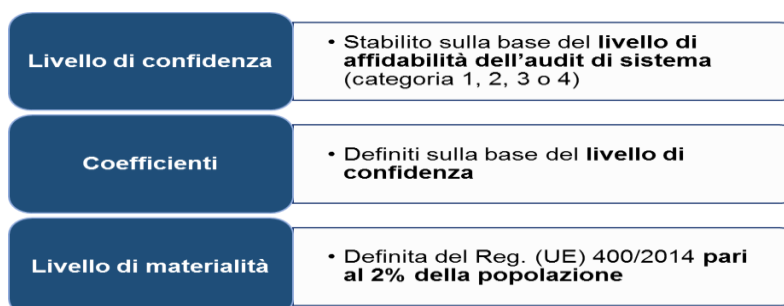 Livello di confidenza
• Stabilito sulla base del livello di
affidabilità dell'audit di sistema
(categoria 1, 2, 3 o 4)
Coefficienti
• Definiti sulla base del livello di
confidenza
Livello di materialità
• Definita del Reg. (UE) 400/2014 pari
al 2% della popolazione